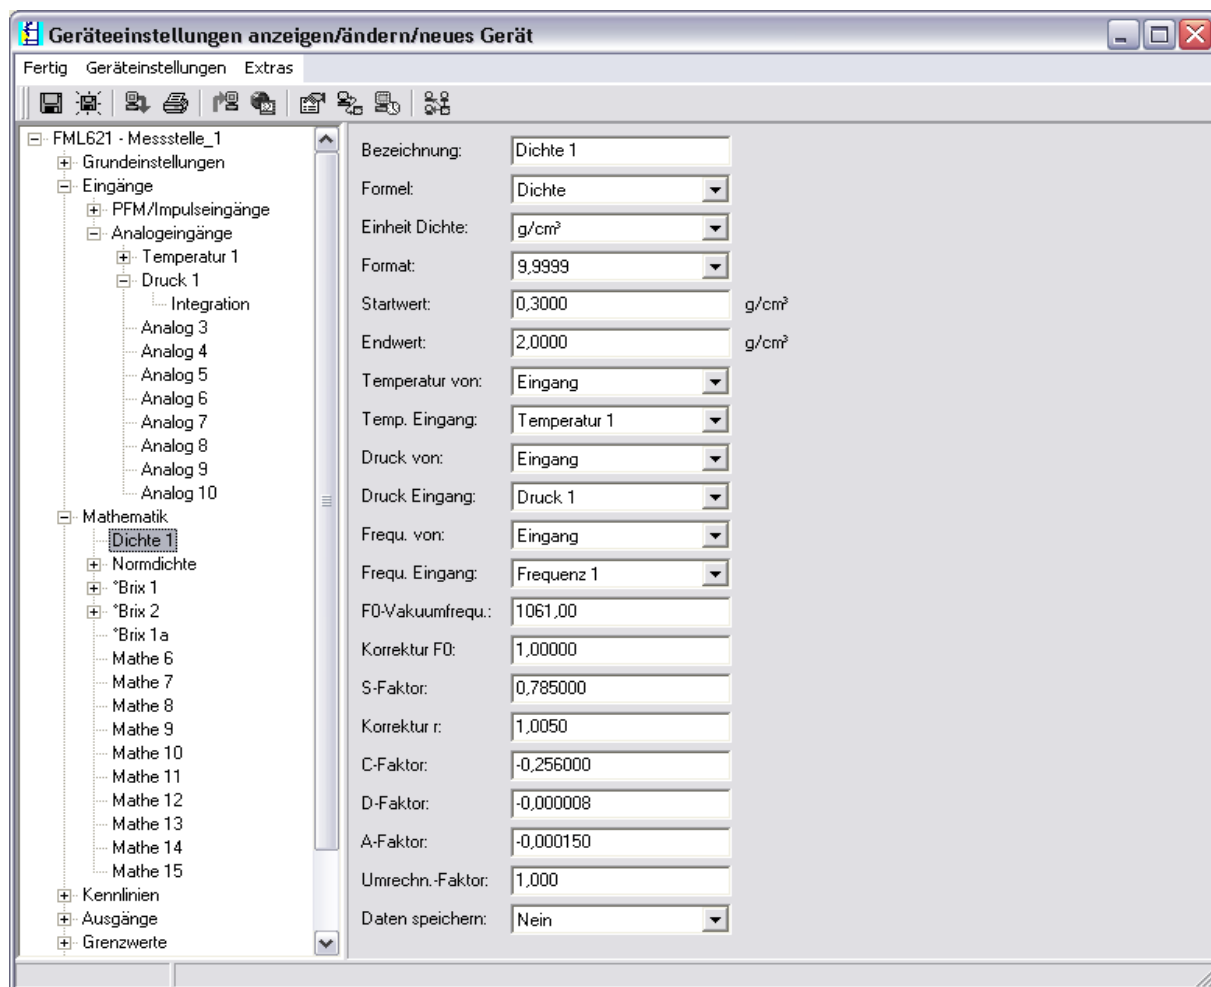 Geräteeinstellungen anzeigen/ändern/neues Gerät
Fertig Geräteinstellungen Extras
FML621 - Messstelle_1
Grundeinstellungen
Eingänge
PFM/Impulseingänge
Analogeingänge
Temperatur 1
Druck 1
Integration
Analog 3
Analog 4
Analog 5
Analog 6
Analog 7
Analog 8
Analog 9
Analog 10
Mathematik
Dichte 1
Normdichte
°Brix 1
°Brix 2
°Brix 1a
Mathe 6
Mathe 7
Mathe 8
Mathe 9
Mathe 10
Mathe 11
Mathe 12
Mathe 13
Mathe 14
Mathe 15
Kennlinien
Ausgänge
Grenzwerte
Bezeichnung: Dichte 1
Formel: Dichte
Einheit Dichte: g/cm³
Format: 9,9999
Startwert: 0,3000 g/cm³
Endwert: 2,0000 g/cm³
Temperatur von: Eingang
Temp. Eingang: Temperatur 1
Druck von: Eingang
Druck Eingang: Druck 1
Frequ. von: Eingang
Frequ. Eingang: Frequenz 1
F0-Vakuumfrequ.: 1061,00
Korrektur F0: 1,00000
S-Faktor: 0,785000
Korrektur r: 1,0050
C-Faktor: -0,256000
D-Faktor: -0,000008
A-Faktor: -0,000150
Umrechn.-Faktor: 1,000
Daten speichern: Nein